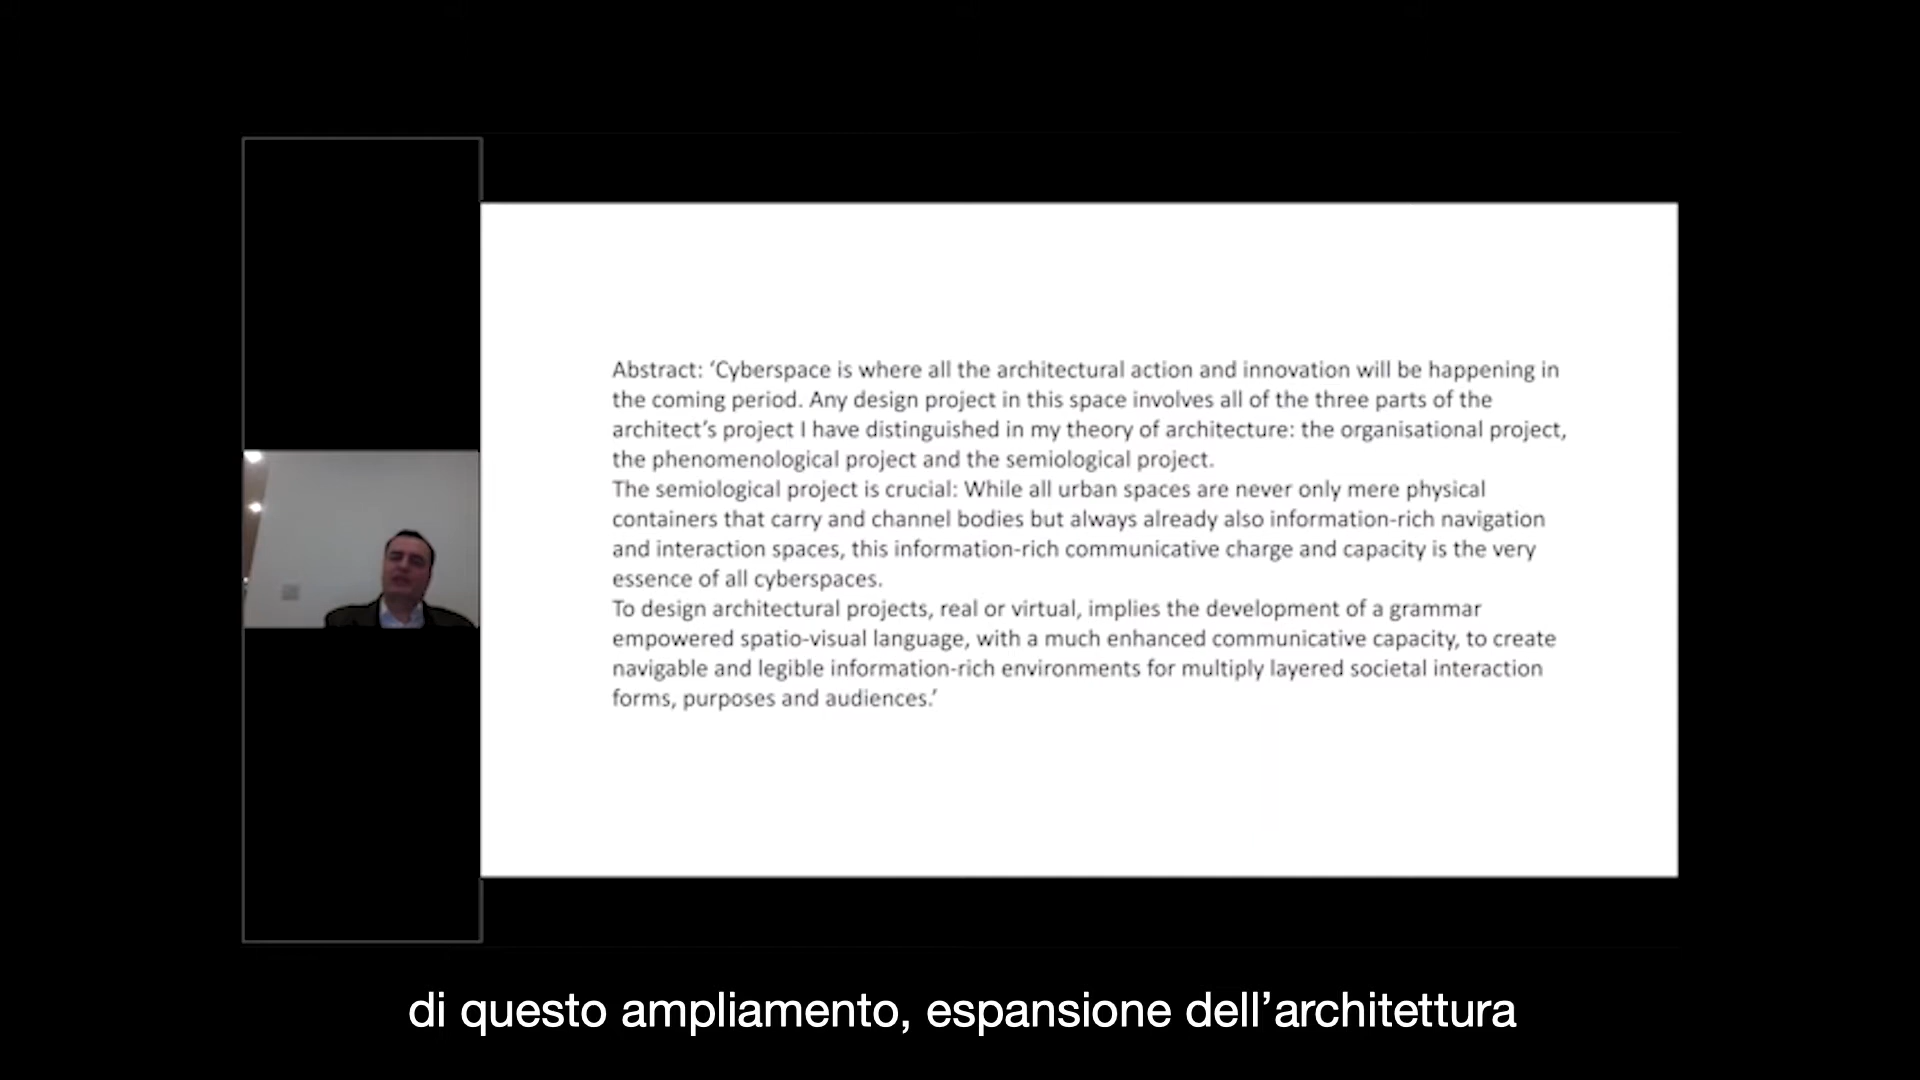 Abstract: ‘Cyberspace is where all the architectural action and innovation will be happening in
the coming period. Any design project in this space involves all of the three parts of the
architect’s project I have distinguished in my theory of architecture: the organisational project,
the phenomenological project and the semiological project.
The semiological project is crucial: While all urban spaces are never only mere physical
containers that carry and channel bodies but always already also information-rich navigation
and interaction spaces, this information-rich communicative charge and capacity is the very
essence of all cyberspaces.
To design architectural projects, real or virtual, implies the development of a grammar
empowered spatio-visual language, with a much enhanced communicative capacity, to create
navigable and legible information-rich environments for multiply layered societal interaction
forms, purposes and audiences.’
di questo ampliamento, espansione dell’architettura